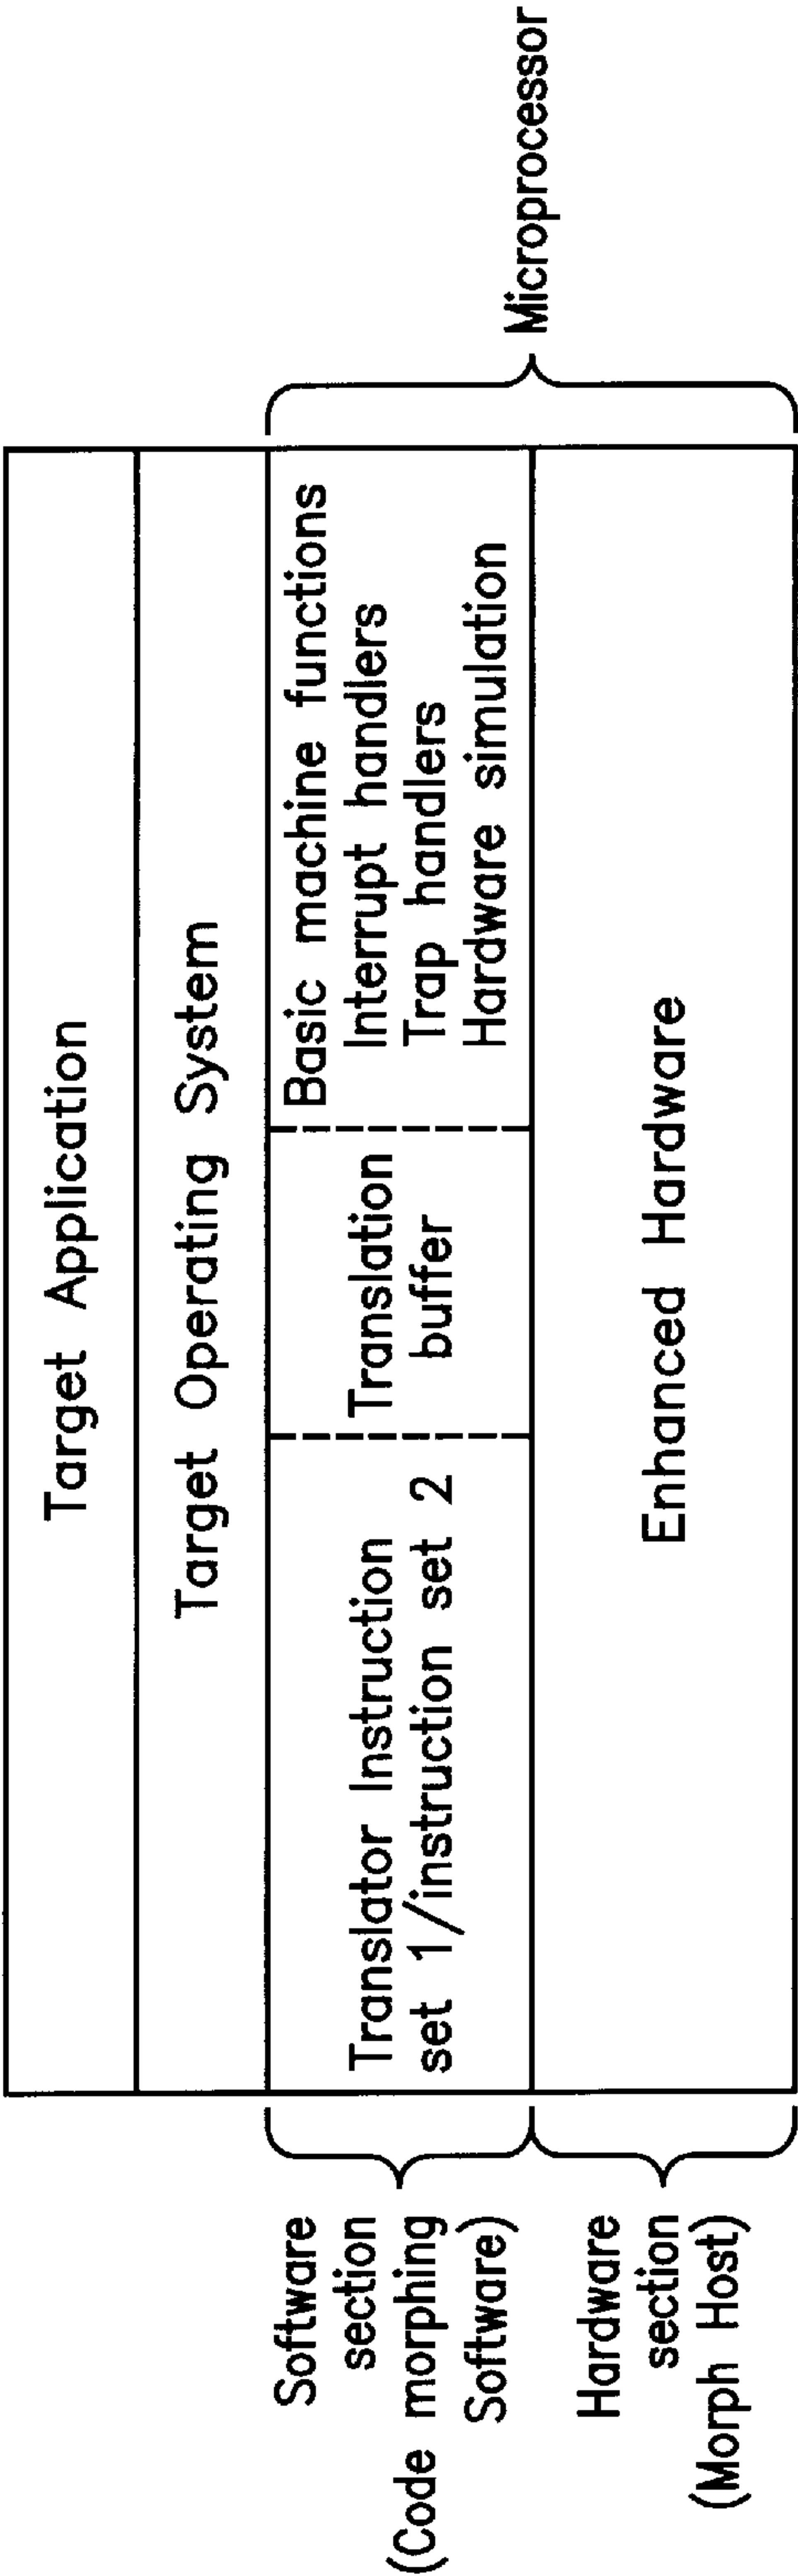 Target Application
Target Operating System
Software
section
(Code morphing
Software)
Translator Instruction
set 1/instruction set 2
Translation
buffer
Basic machine functions
Interrupt handlers
Trap handlers
Hardware simulation
Microprocessor
Hardware
section
(Morph Host)
Enhanced Hardware